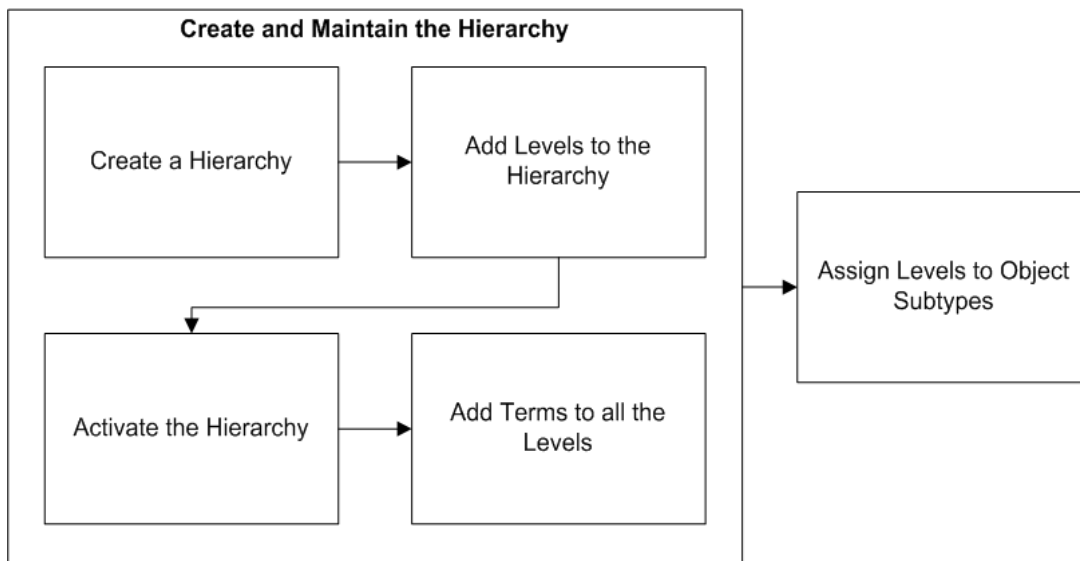 Create and Maintain the Hierarchy
Create a Hierarchy
Add Levels to the
Hierarchy
Assign Levels to Object
Subtypes
Activate the Hierarchy
Add Terms to all the
Levels